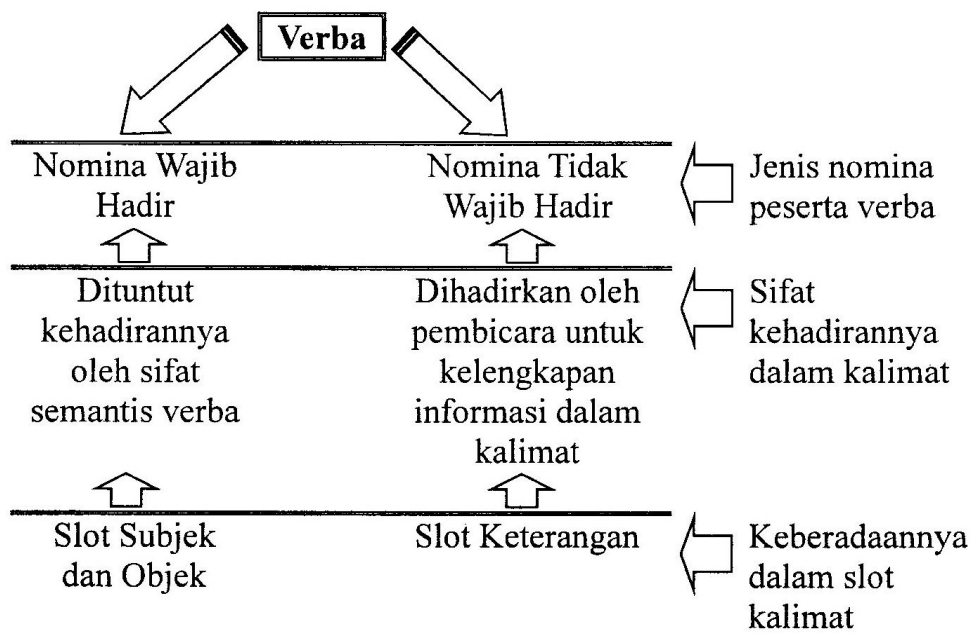 Verba
Nomina Wajib
Hadir
Nomina Tidak
Wajib Hadir
Jenis nomina
peserta verba
Dituntut
kehadirannya
oleh sifat
semantis verba
Dihadirkan oleh
pembicara untuk
kelengkapan
informasi dalam
kalimat
Sifat
kehadirannya
dalam kalimat
Slot Subjek
dan Objek
Slot Keterangan
Keberadaannya
dalam slot
kalimat